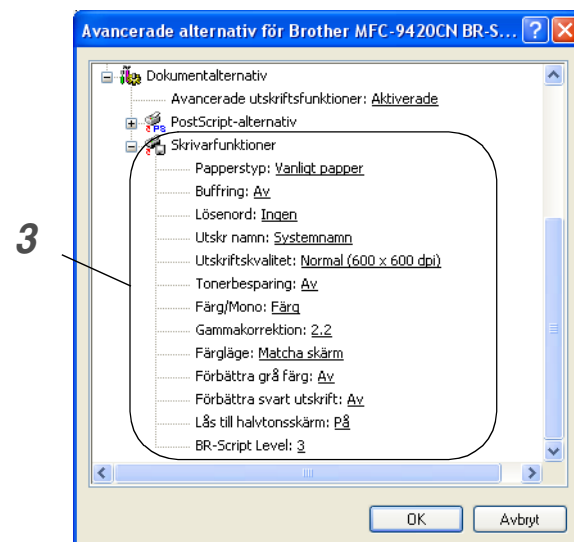 Avancerade alternativ för Brother MFC-9420CN BR-S...
Dokumentalternativ
Avancerade utskriftsfunktioner: Aktiverade
PS
PostScript-alternativ
Skrivarfunktioner
Papperstyp: Vanligt papper
Buffring: Av
Lösenord: Ingen
3
Utskr namn: Systemnamn
Utskriftskvalitet: Normal (600 x 600 dpi)
Tonerbesparing: Av
Färg/Mono: Färg
Gammakorrektion: 2.2
Färgläge: Matcha skärm
Förbättra grå färg: Av
Förbättra svart utskrift: Av
Lås till halvtonsskärm: På
BR-Script Level: 3
OK
Avbryt